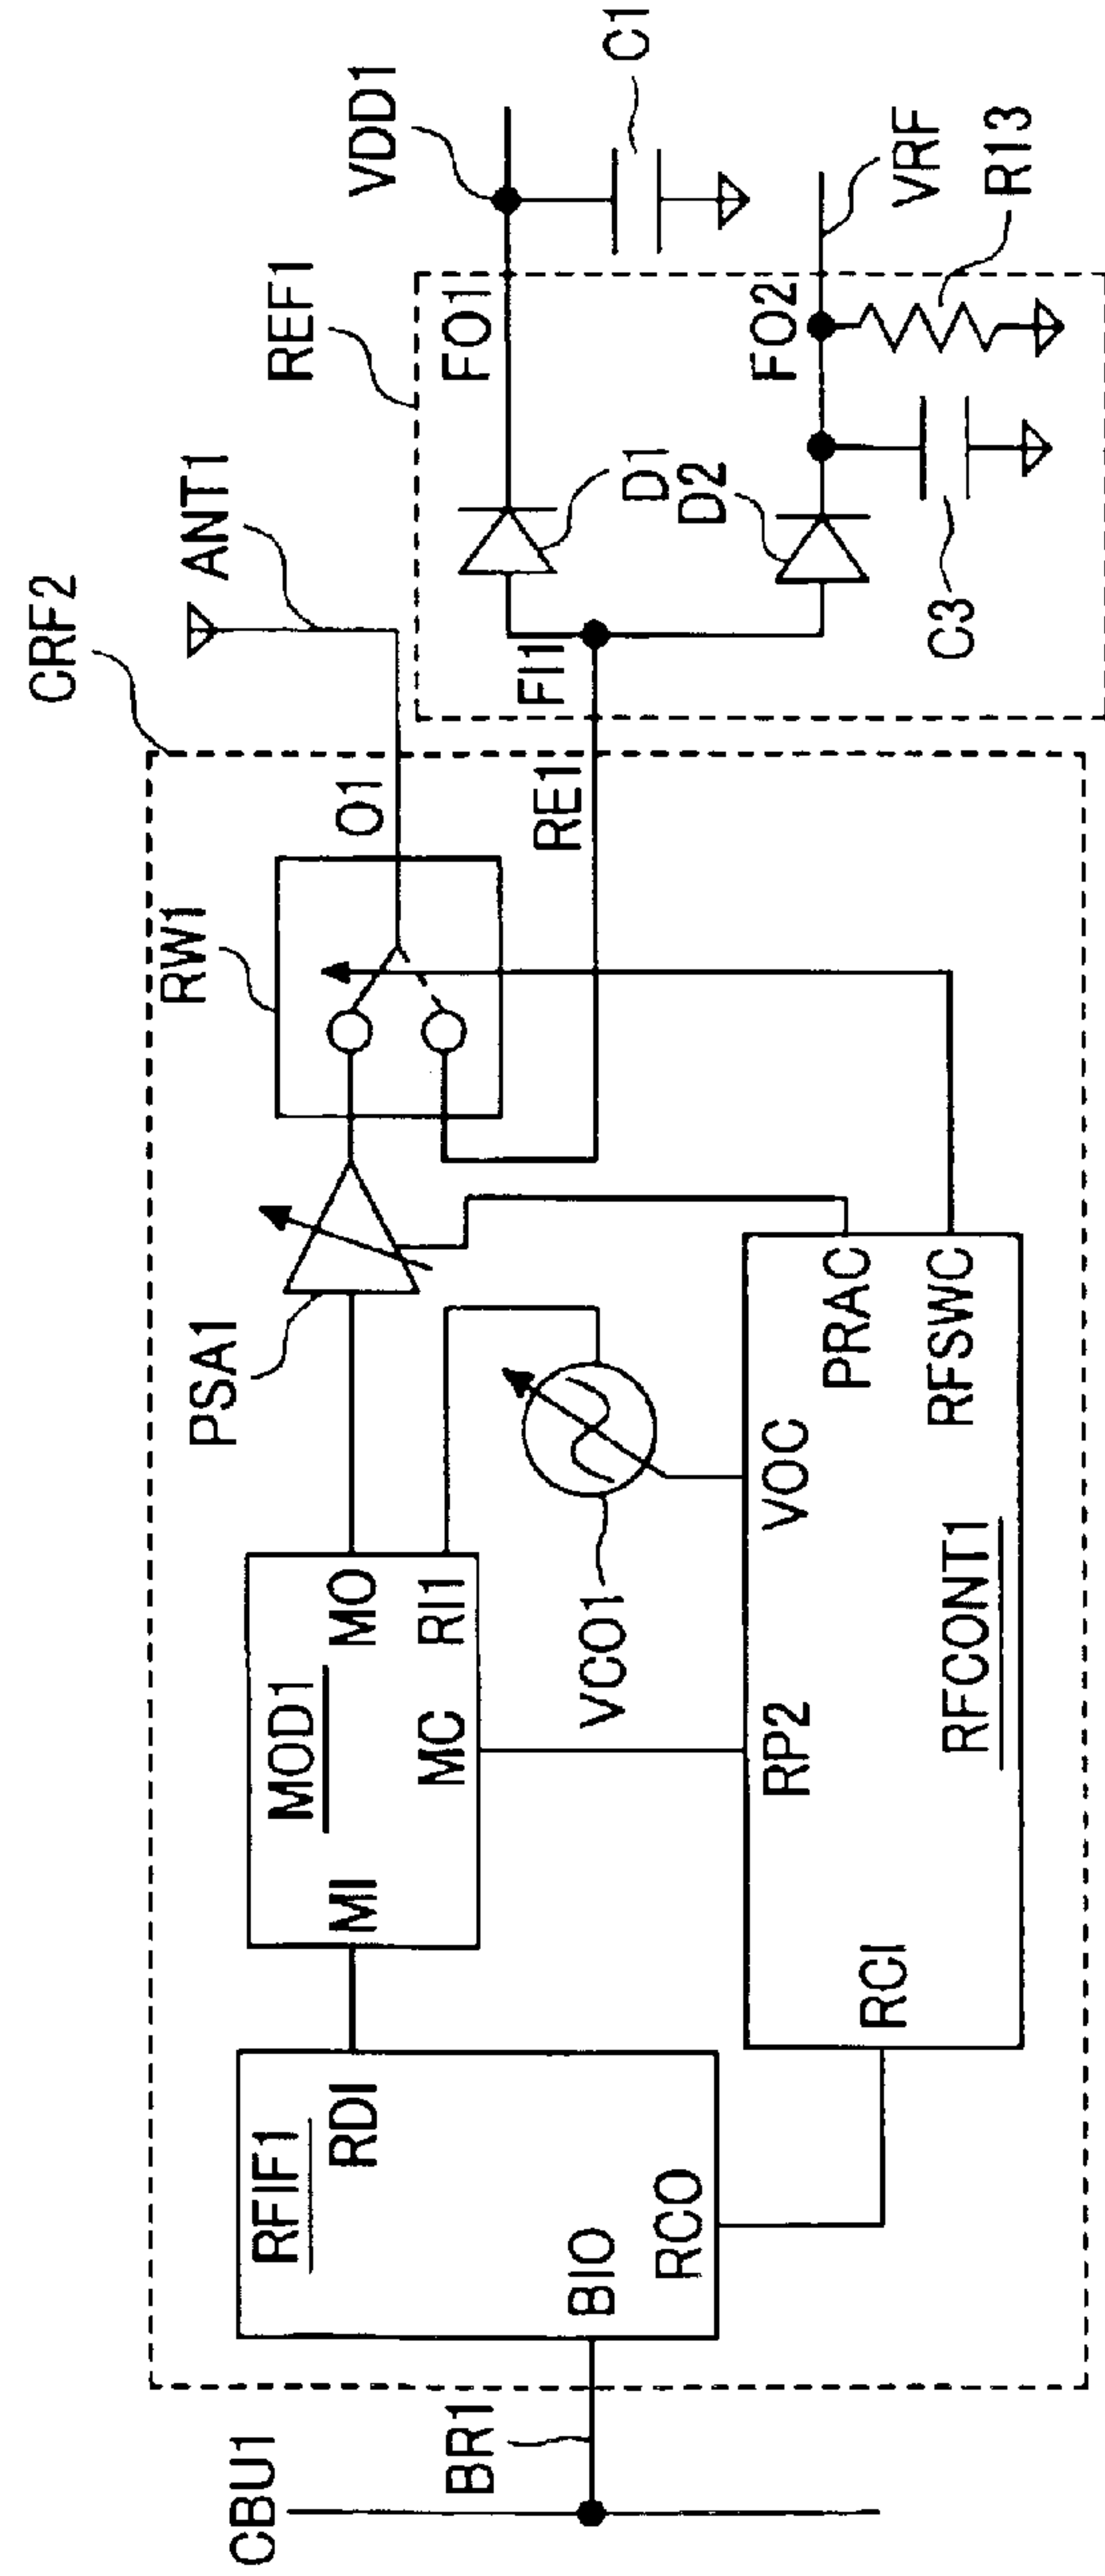 CRF2
ANT1
REF1
VDD1
C1
RW1
O1
FO1
PSA1
RE1
FI1
D1
D2
FO2
VRF
C3
R13
RFIF1
RDI
BIO
RCO
MOD1
MI
MO
MC
RI1
VCO1
RP2
VOC
PRAC
RFSWC
RCI
RFCONT1
CBU1
BR1